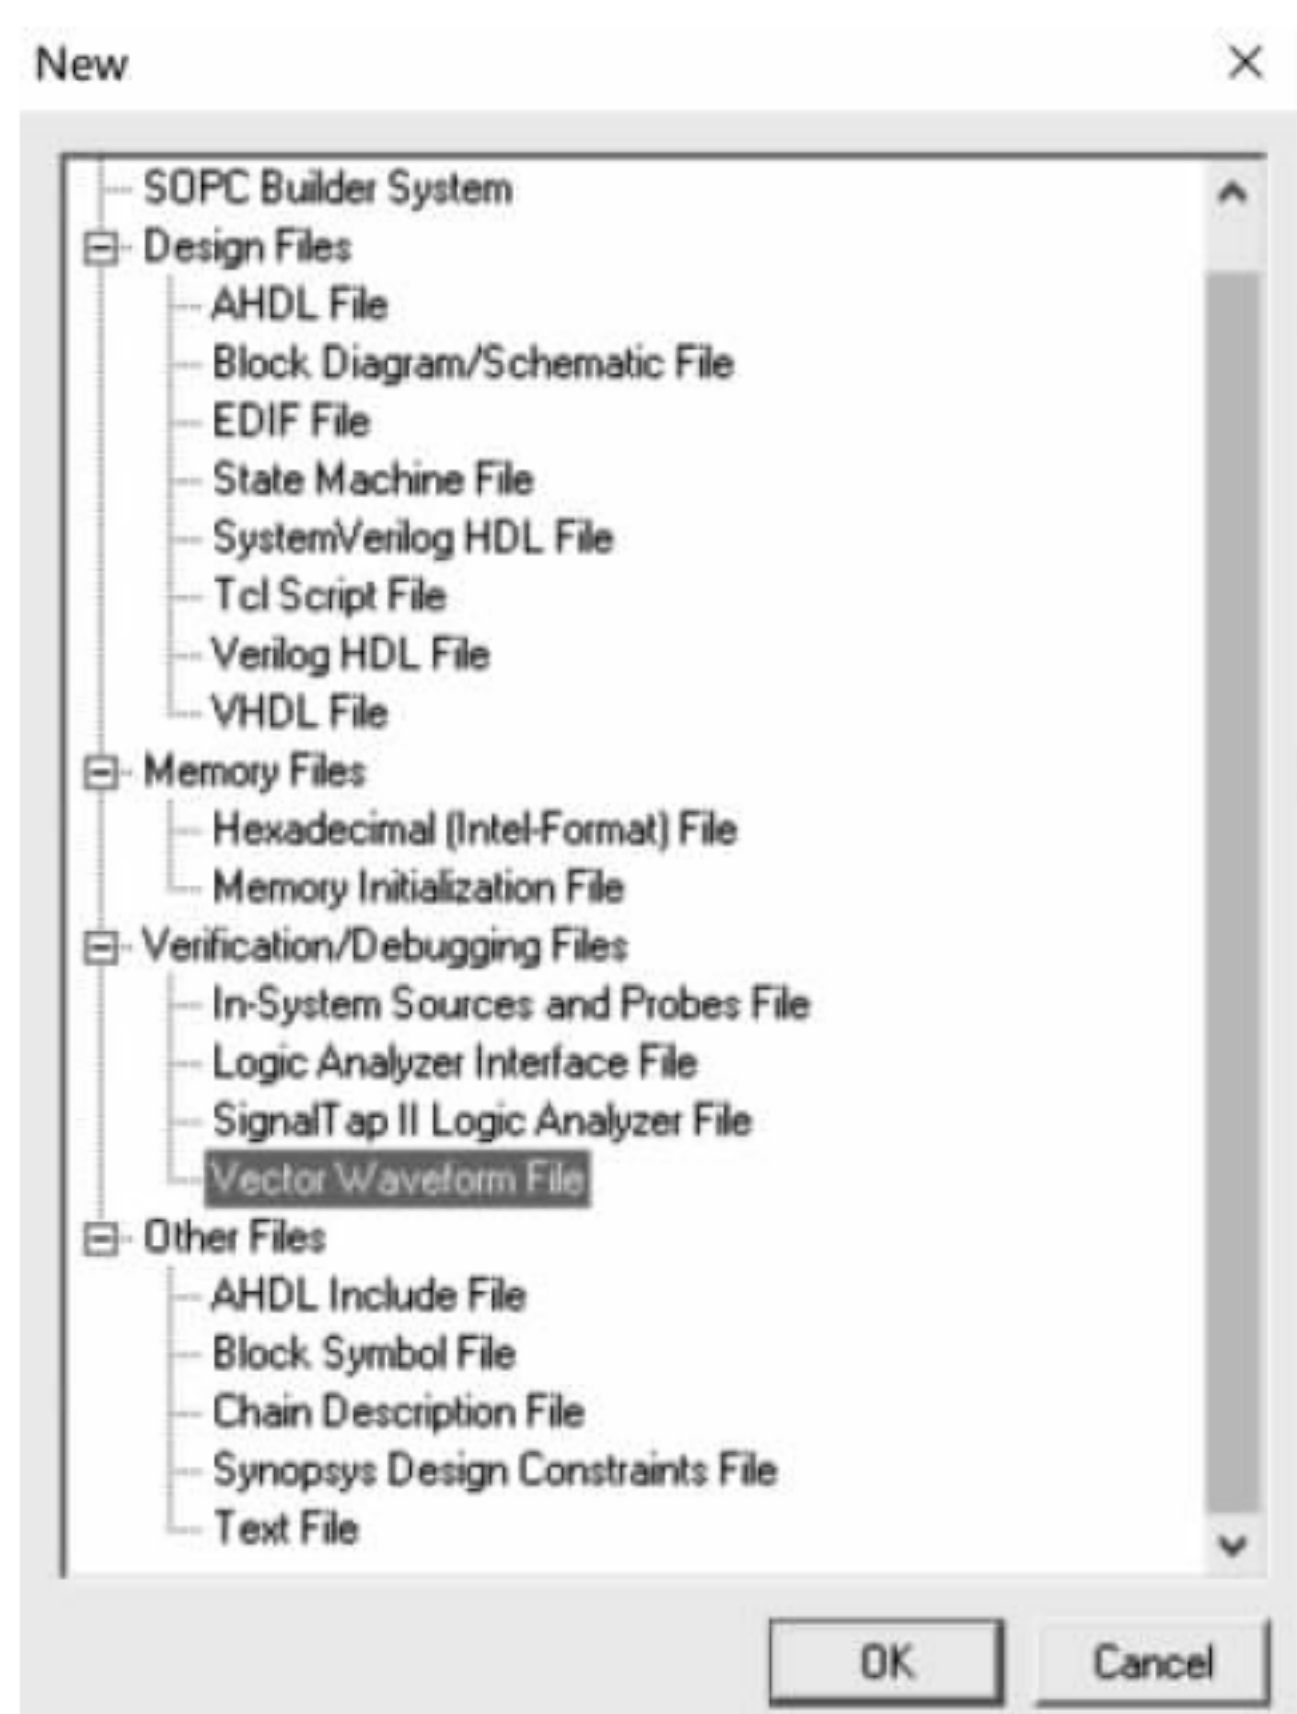 New
SOPC Builder System
Design Files
AHDL File
Block Diagram/Schematic File
EDIF File
State Machine File
SystemVerilog HDL File
Tcl Script File
Verilog HDL File
VHDL File
Memory Files
Hexadecimal (Intel-Format) File
Memory Initialization File
Verification/Debugging Files
In-System Sources and Probes File
Logic Analyzer Interface File
SignalTap II Logic Analyzer File
Vector Waveform File
Other Files
AHDL Include File
Block Symbol File
Chain Description File
Synopsys Design Constraints File
Text File
OK Cancel